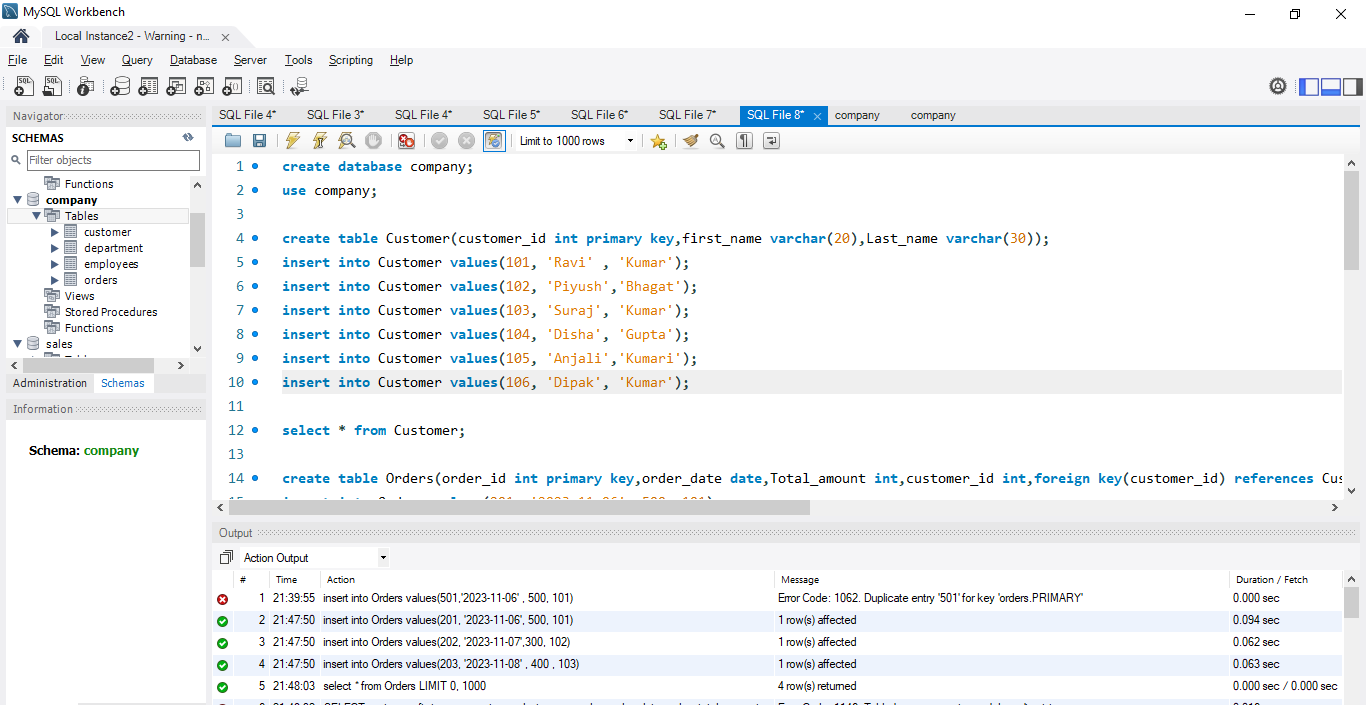 MySQL Workbench
Local Instance2 - Warning - n...
File Edit View Query Database Server Tools Scripting Help
Navigator
SCHEMAS
Filter objects
Functions
company
Tables
customer
department
employees
orders
Views
Stored Procedures
Functions
sales
Administration Schemas
Information
Schema: company
SQL File 4* SQL File 3* SQL File 4* SQL File 5* SQL File 6* SQL File 7* SQL File 8* company company
Limit to 1000 rows
1 create database company;
2 use company;
3
4 create table Customer(customer_id int primary key,first_name varchar(20),Last_name varchar(30));
5 insert into Customer values(101, 'Ravi' , 'Kumar');
6 insert into Customer values(102, 'Piyush','Bhagat');
7 insert into Customer values(103, 'Suraj', 'Kumar');
8 insert into Customer values(104, 'Disha', 'Gupta');
9 insert into Customer values(105, 'Anjali','Kumari');
10 insert into Customer values(106, 'Dipak', 'Kumar');
11
12 select * from Customer;
13
14 create table Orders(order_id int primary key,order_date date,Total_amount int,customer_id int,foreign key(customer_id) references Cus
Output
Action Output
# Time Action Message Duration / Fetch
1 21:39:55 insert into Orders values(501,'2023-11-06' , 500, 101) Error Code: 1062. Duplicate entry '501' for key 'orders.PRIMARY' 0.000 sec
2 21:47:50 insert into Orders values(201, '2023-11-06', 500, 101) 1 row(s) affected 0.094 sec
3 21:47:50 insert into Orders values(202, '2023-11-07',300, 102) 1 row(s) affected 0.062 sec
4 21:47:50 insert into Orders values(203, '2023-11-08' , 400 , 103) 1 row(s) affected 0.063 sec
5 21:48:03 select * from Orders LIMIT 0, 1000 4 row(s) returned 0.000 sec / 0.000 sec